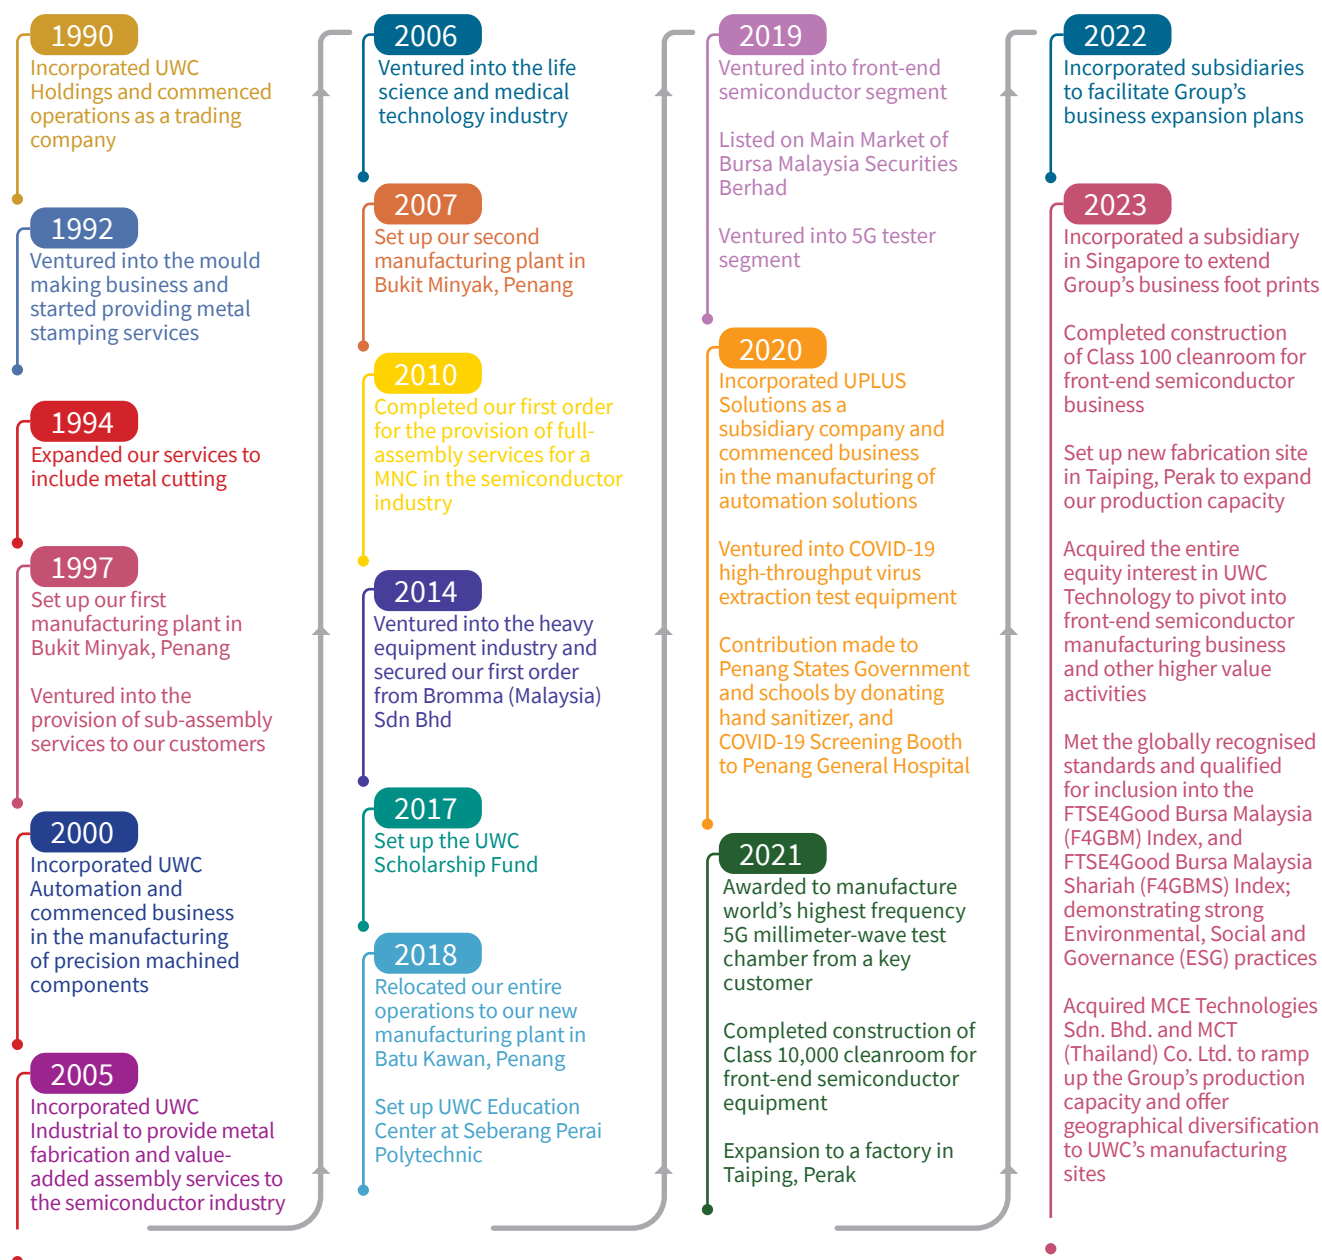 1990
Incorporated UWC
Holdings and commenced
operations as a trading
company
1992
Ventured into the mould
making business and
started providing metal
stamping services
1994
Expanded our services to
include metal cutting
1997
Set up our first
manufacturing plant in
Bukit Minyak, Penang
Ventured into the
provision of sub-assembly
services to our customers
2000
Incorporated UWC
Automation and
commenced business
in the manufacturing
of precision machined
components
2005
Incorporated UWC
Industrial to provide metal
fabrication and value-
added assembly services to
the semiconductor industry
2006
Ventured into the life
science and medical
technology industry
2007
Set up our second
manufacturing plant in
Bukit Minyak, Penang
2010
Completed our first order
for the provision of full-
assembly services for a
MNC in the semiconductor
industry
2014
Ventured into the heavy
equipment industry and
secured our first order
from Bromma (Malaysia)
Sdn Bhd
2017
Set up the UWC
Scholarship Fund
2018
Relocated our entire
operations to our new
manufacturing plant in
Batu Kawan, Penang
Set up UWC Education
Center at Seberang Perai
Polytechnic
2019
Ventured into front-end
semiconductor segment
Listed on Main Market of
Bursa Malaysia Securities
Berhad
Ventured into 5G tester
segment
2020
Incorporated UPLUS
Solutions as a
subsidiary company and
commenced business
in the manufacturing of
automation solutions
Ventured into COVID-19
high-throughput virus
extraction test equipment
Contribution made to
Penang States Government
and schools by donating
hand sanitizer, and
COVID-19 Screening Booth
to Penang General Hospital
2021
Awarded to manufacture
world's highest frequency
5G millimeter-wave test
chamber from a key
customer
Completed construction of
Class 10,000 cleanroom for
front-end semiconductor
equipment
Expansion to a factory in
Taiping, Perak
2022
Incorporated subsidiaries
to facilitate Group's
business expansion plans
2023
Incorporated a subsidiary
in Singapore to extend
Group's business foot prints
Completed construction
of Class 100 cleanroom for
front-end semiconductor
business
Set up new fabrication site
in Taiping, Perak to expand
our production capacity
Acquired the entire
equity interest in UWC
Technology to pivot into
front-end semiconductor
manufacturing business
and other higher value
activities
Met the globally recognised
standards and qualified
for inclusion into the
FTSE4Good Bursa Malaysia
(F4GBM) Index, and
FTSE4Good Bursa Malaysia
Shariah (F4GBMS) Index;
demonstrating strong
Environmental, Social and
Governance (ESG) practices
Acquired MCE Technologies
Sdn. Bhd. and MCT
(Thailand) Co. Ltd. to ramp
up the Group's production
capacity and offer
geographical diversification
to UWC's manufacturing
sites